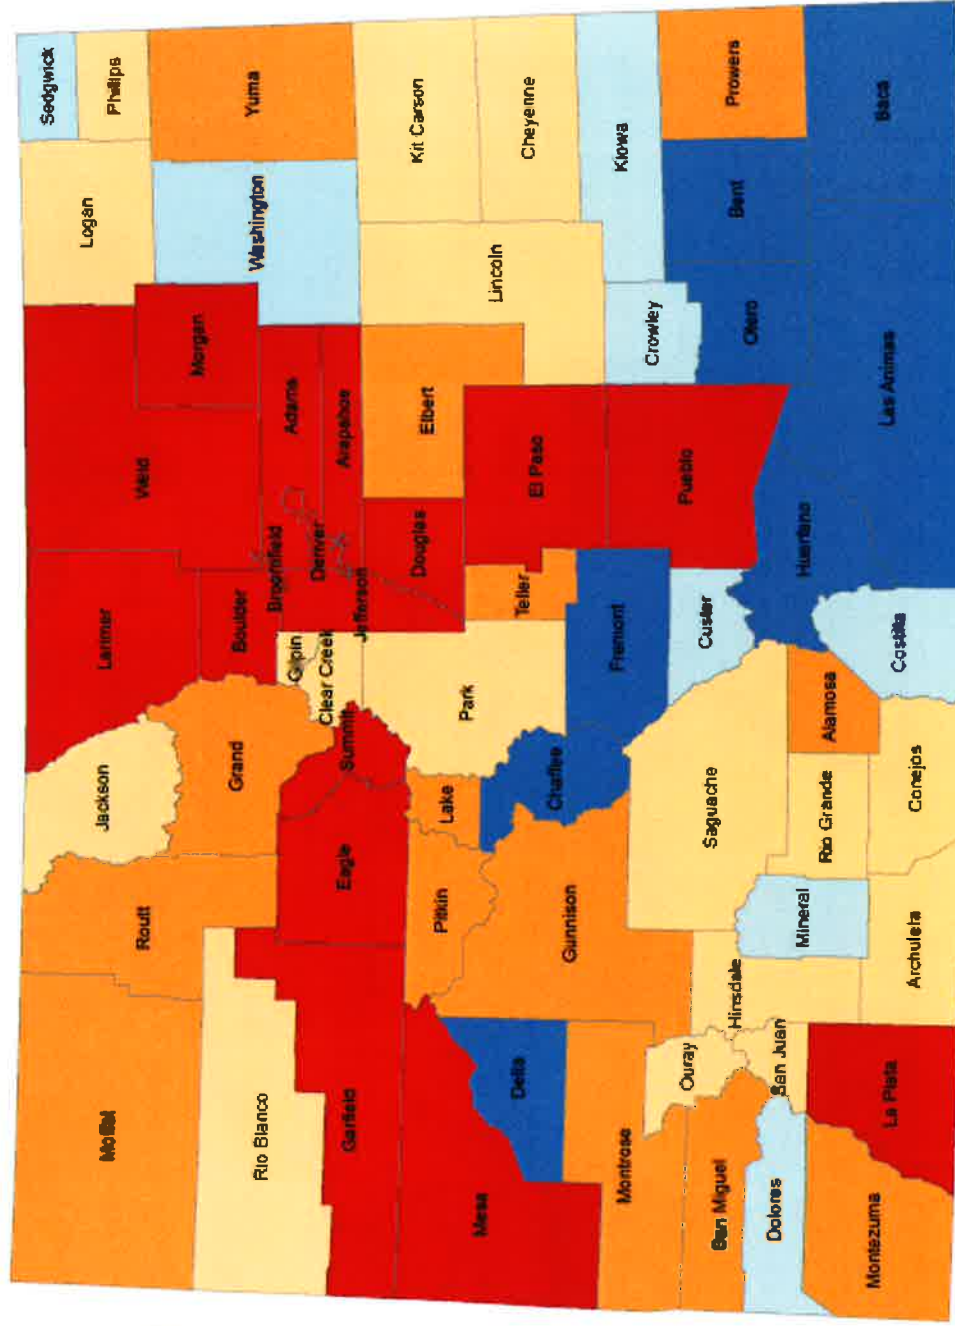 Moffat
Routt
Jackson
Larimer
Weld
Logan
Sedgwick
Phillips
Morgan
Rio Blanco
Grand
Boulder
Broomfield
Adams
Washington
Yuma
Garfield
Eagle
Summit
Gilpin
Clear Creek
Jefferson
Denver
Arapahoe
Mesa
Pitkin
Lake
Park
Douglas
Elbert
Lincoln
Kit Carson
Cheyenne
Delta
Gunnison
Chaffee
Teller
Fremont
El Paso
Montrose
Ouray
Hinsdale
Saguache
Custer
Pueblo
Crowley
Kiowa
San Miguel
Dolores
San Juan
Mineral
Rio Grande
Alamosa
Huerfano
Otero
Bent
Prowers
Montezuma
La Plata
Archuleta
Conejos
Costilla
Las Animas
Baca